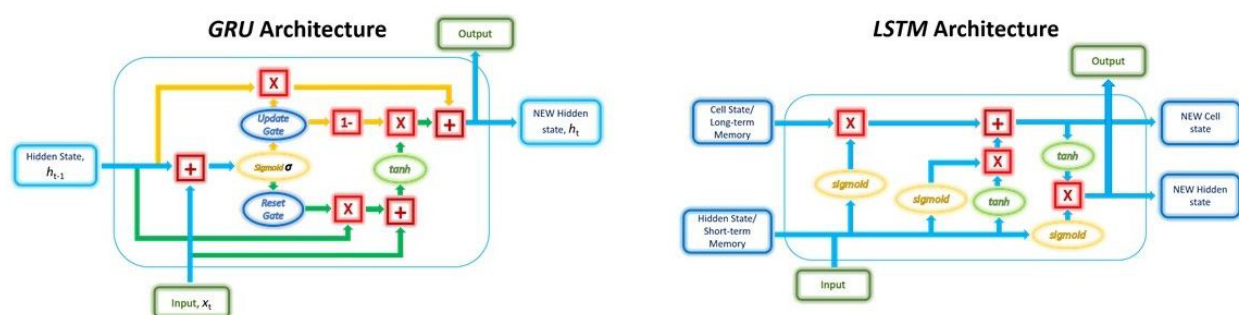 GRU Architecture
Output
X
Update
Gate
1-
X
+
NEW Hidden
state, ht
Hidden State,
ht-1
+
Sigmoid σ
tanh
Reset
Gate
X
+
Input, xt
LSTM Architecture
Output
Cell State/
Long-term
Memory
X
+
NEW Cell
state
tanh
X
sigmoid
sigmoid
tanh
X
NEW Hidden
state
Hidden State/
Short-term
Memory
sigmoid
Input